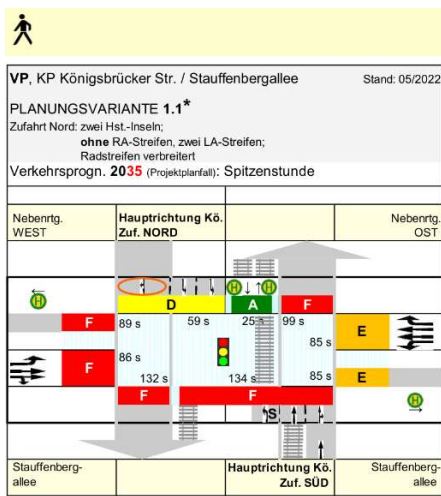 VP, KP Königsbrücker Str. / Stauffenbergallee Stand: 05/2022
PLANUNGSVARIANTE 1.1*
Zufahrt Nord: zwei Hst.-Inseln;
ohne RA-Streifen, zwei LA-Streifen;
Radstreifen verbreitert
Verkehrsprogn. 2035 (Projektplanfall): Spitzenstunde
Nebenrtg. WEST
Hauptrichtung Kö. Zuf. NORD
Nebenrtg. OST
H H H
D A F
F 89 s 59 s 25 s 99 s
85 s E
F 86 s
132 s 134 s 85 s E
F F
S H
Stauffenberg-allee
Hauptrichtung Kö. Zuf. SÜD
Stauffenberg-allee